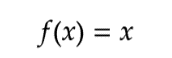 f(x) = x